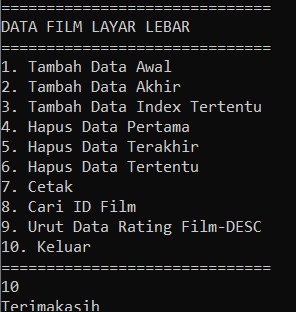 ==============================
DATA FILM LAYAR LEBAR
==============================
1. Tambah Data Awal
2. Tambah Data Akhir
3. Tambah Data Index Tertentu
4. Hapus Data Pertama
5. Hapus Data Terakhir
6. Hapus Data Tertentu
7. Cetak
8. Cari ID Film
9. Urut Data Rating Film-DESC
10. Keluar
==============================
10
Terimakasih